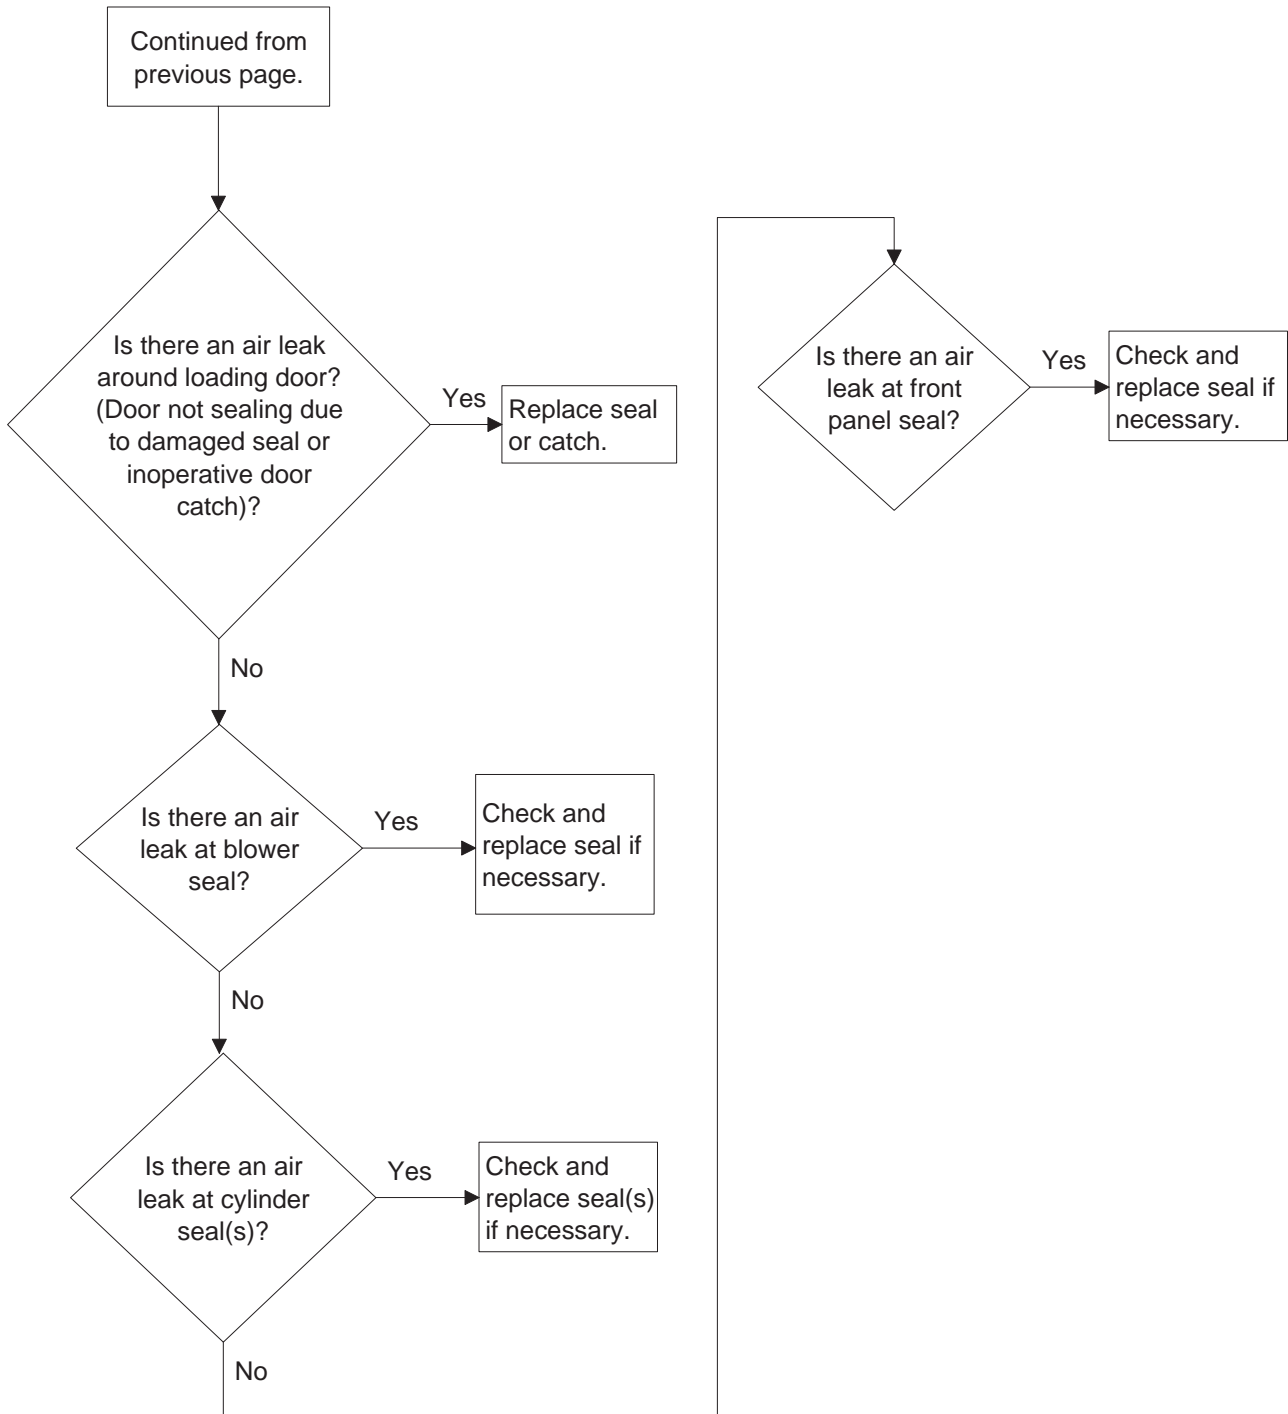 Continued from
previous page.
Is there an air leak
around loading door?
(Door not sealing due
to damaged seal or
inoperative door
catch)?
Yes
Replace seal
or catch.
No
Is there an air
leak at blower
seal?
Yes
Check and
replace seal if
necessary.
No
Is there an air
leak at cylinder
seal(s)?
Yes
Check and
replace seal(s)
if necessary.
No
Is there an air
leak at front
panel seal?
Yes
Check and
replace seal if
necessary.